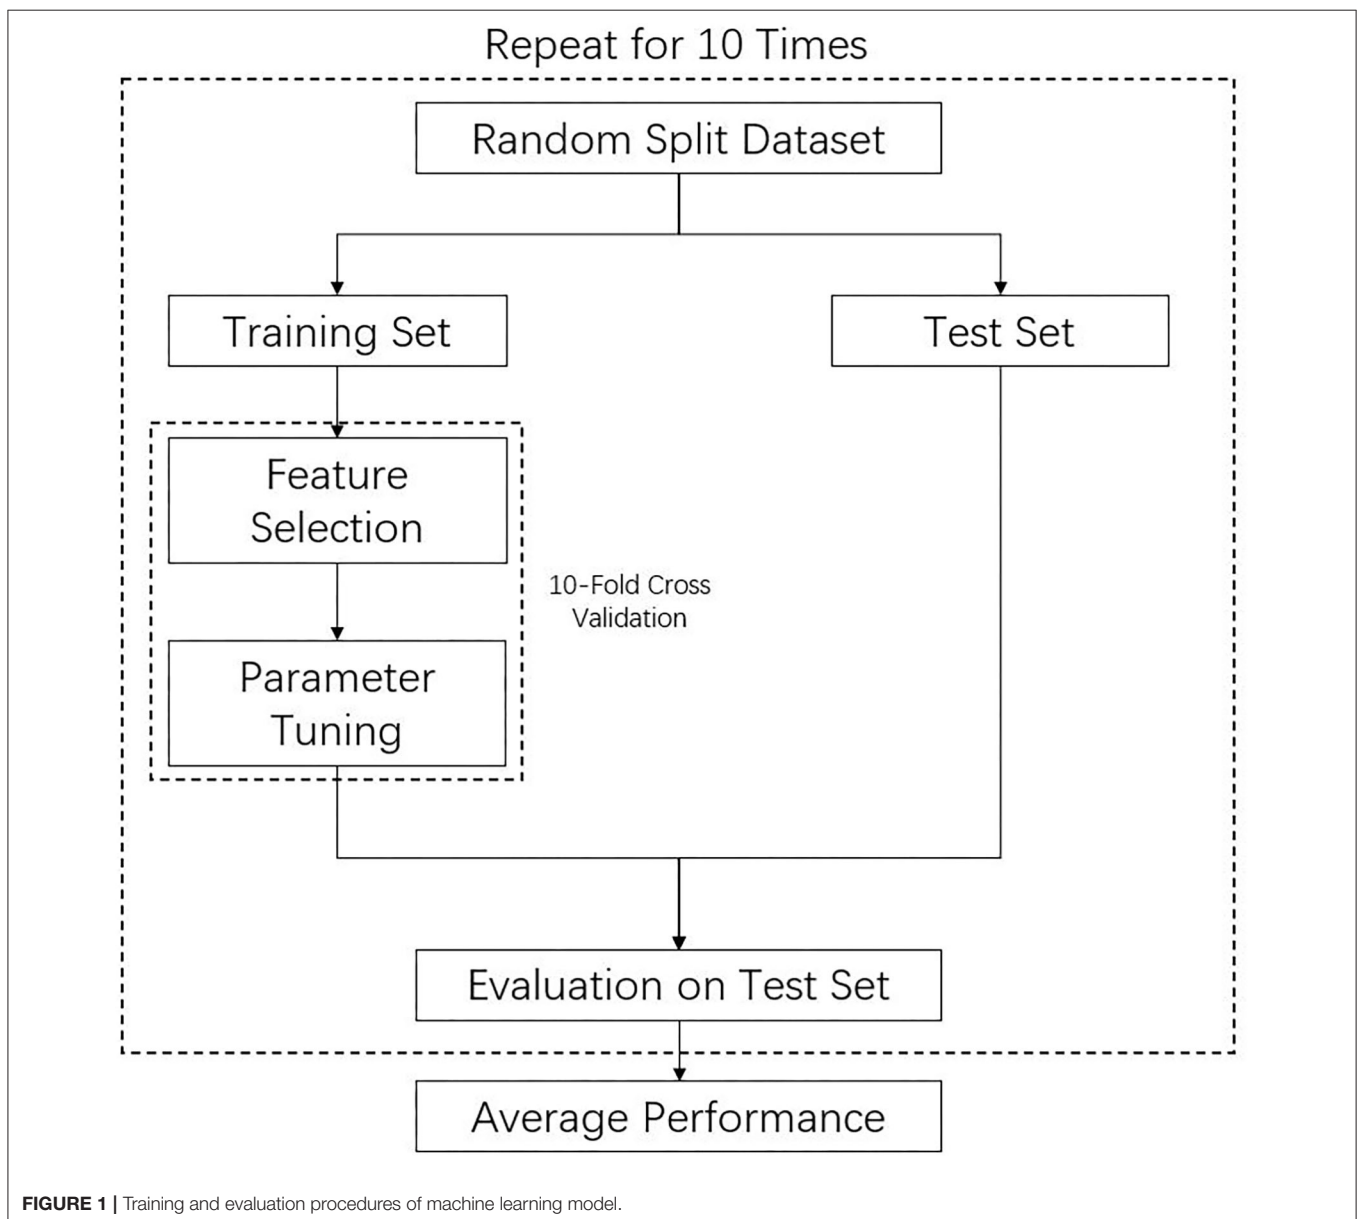 Repeat for 10 Times
Random Split Dataset
Training Set
Test Set
Feature
Selection
10-Fold Cross
Validation
Parameter
Tuning
Evaluation on Test Set
Average Performance
FIGURE 1 | Training and evaluation procedures of machine learning model.